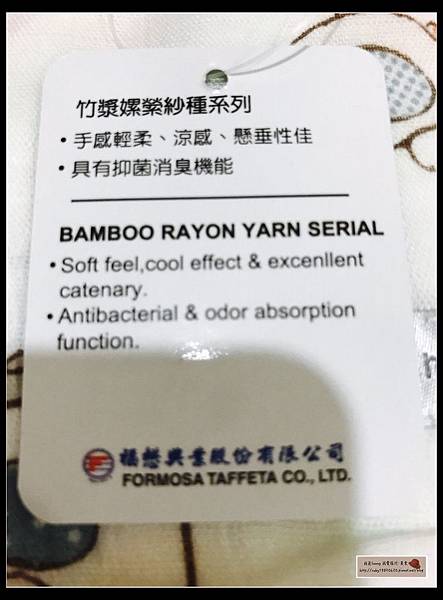 竹漿嫘縈紗種系列
•手感輕柔、涼感、懸垂性佳
•具有抑菌消臭機能
BAMBOO RAYON YARN SERIAL
•Soft feel,cool effect & excenllent
catenary.
•Antibacterial & odor absorption
function.
福懋興業股份有限公司
FORMOSA TAFFETA CO., LTD.